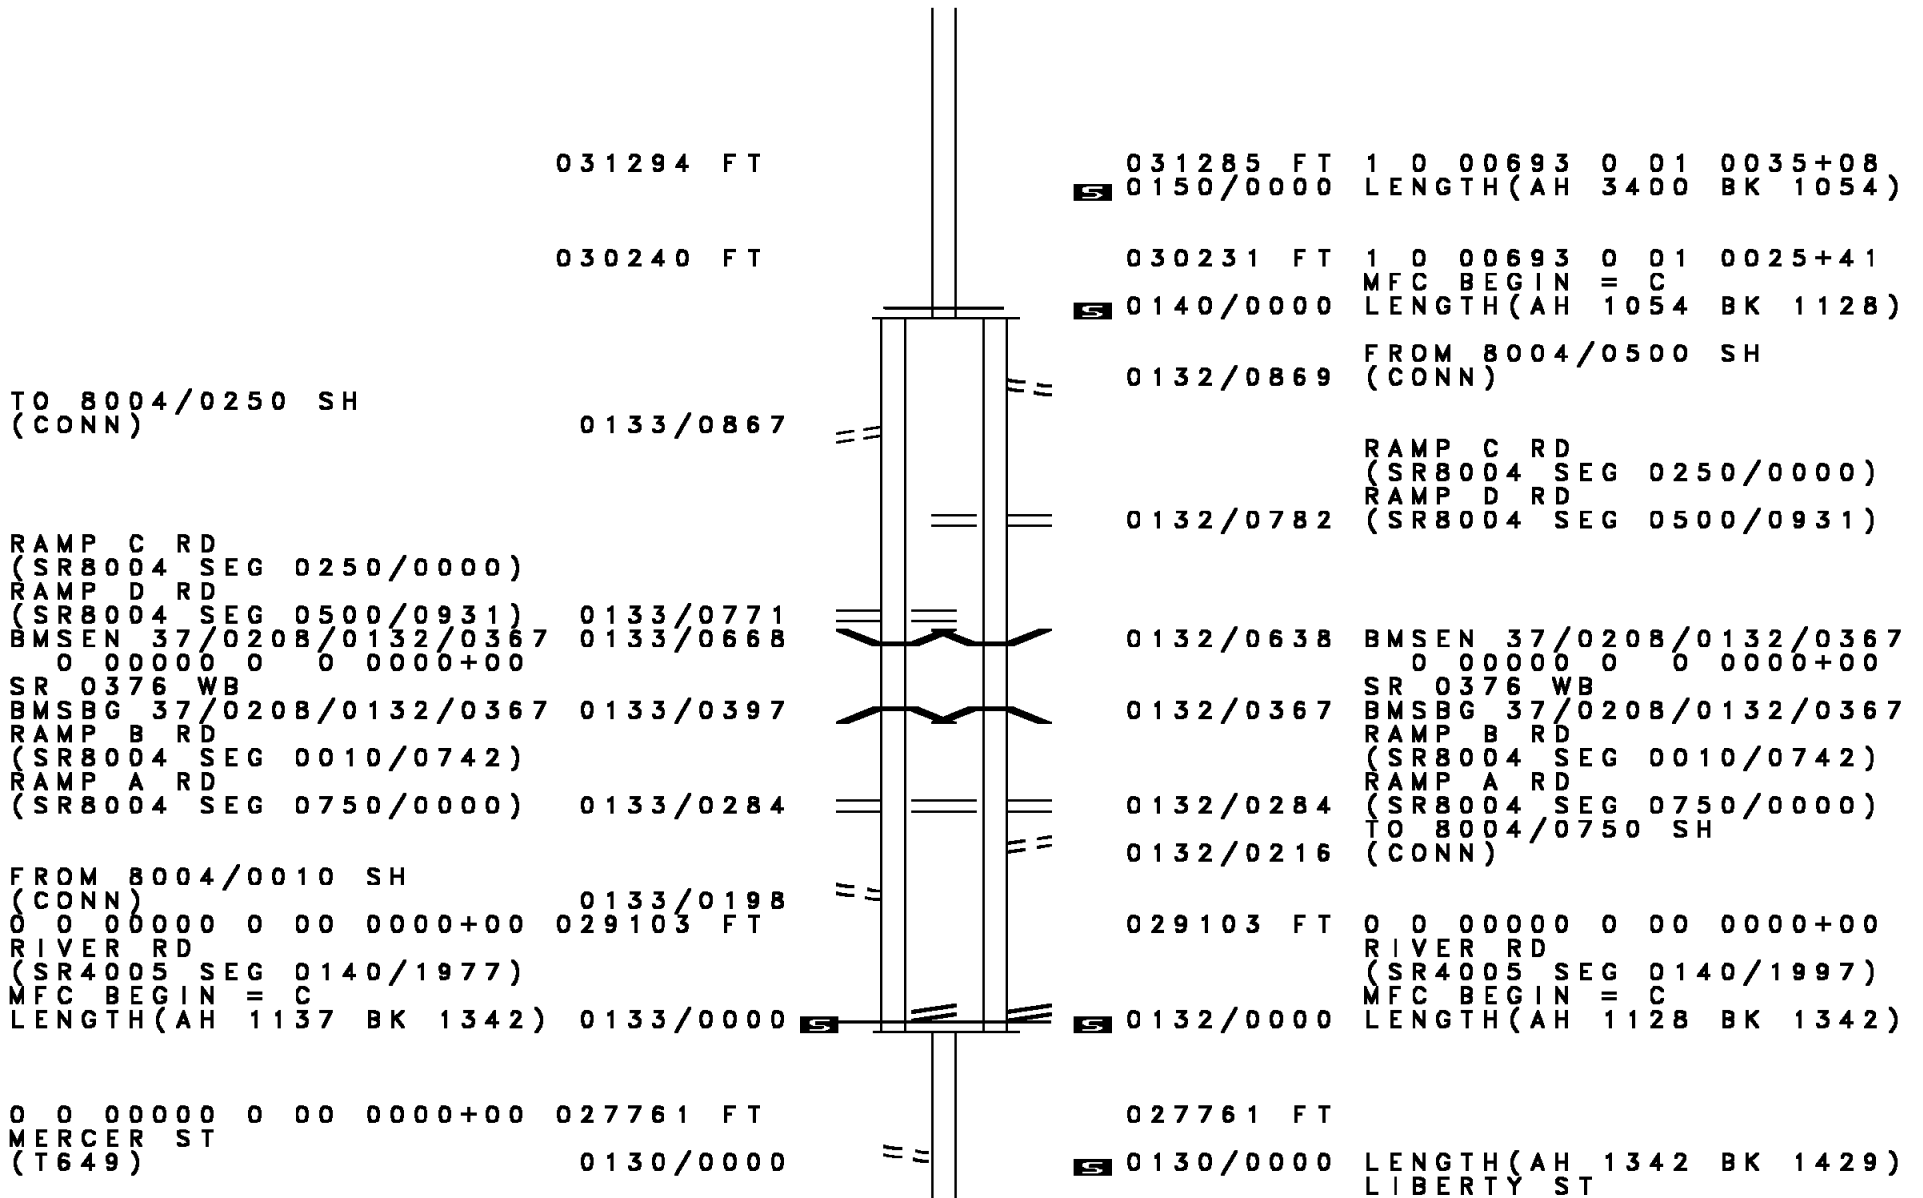 031294 FT 031285 FT 1 0 00693 0 01 0035+08
S 0150/0000 LENGTH(AH 3400 BK 1054)
030240 FT 030231 FT 1 0 00693 0 01 0025+41
MFC BEGIN = C
S 0140/0000 LENGTH(AH 1054 BK 1128)
FROM 8004/0500 SH
0132/0869 (CONN)
TO 8004/0250 SH
(CONN) 0133/0867
RAMP C RD
(SR8004 SEG 0250/0000)
RAMP D RD
0132/0782 (SR8004 SEG 0500/0931)
RAMP C RD
(SR8004 SEG 0250/0000)
RAMP D RD
(SR8004 SEG 0500/0931) 0133/0771
BMSEN 37/0208/0132/0367 0133/0668 0132/0638 BMSEN 37/0208/0132/0367
0 00000 0 0 0000+00 0 00000 0 0 0000+00
SR 0376 WB SR 0376 WB
BMSBG 37/0208/0132/0367 0133/0397 0132/0367 BMSBG 37/0208/0132/0367
RAMP B RD RAMP B RD
(SR8004 SEG 0010/0742) (SR8004 SEG 0010/0742)
RAMP A RD RAMP A RD
(SR8004 SEG 0750/0000) 0133/0284 0132/0284 (SR8004 SEG 0750/0000)
TO 8004/0750 SH
0132/0216 (CONN)
FROM 8004/0010 SH
(CONN) 0133/0198
0 0 00000 0 00 0000+00 029103 FT 029103 FT 0 0 00000 0 00 0000+00
RIVER RD RIVER RD
(SR4005 SEG 0140/1977) (SR4005 SEG 0140/1997)
MFC BEGIN = C MFC BEGIN = C
LENGTH(AH 1137 BK 1342) 0133/0000 S S 0132/0000 LENGTH(AH 1128 BK 1342)
0 0 00000 0 00 0000+00 027761 FT 027761 FT
MERCER ST
(T649) 0130/0000 S 0130/0000 LENGTH(AH 1342 BK 1429)
LIBERTY ST